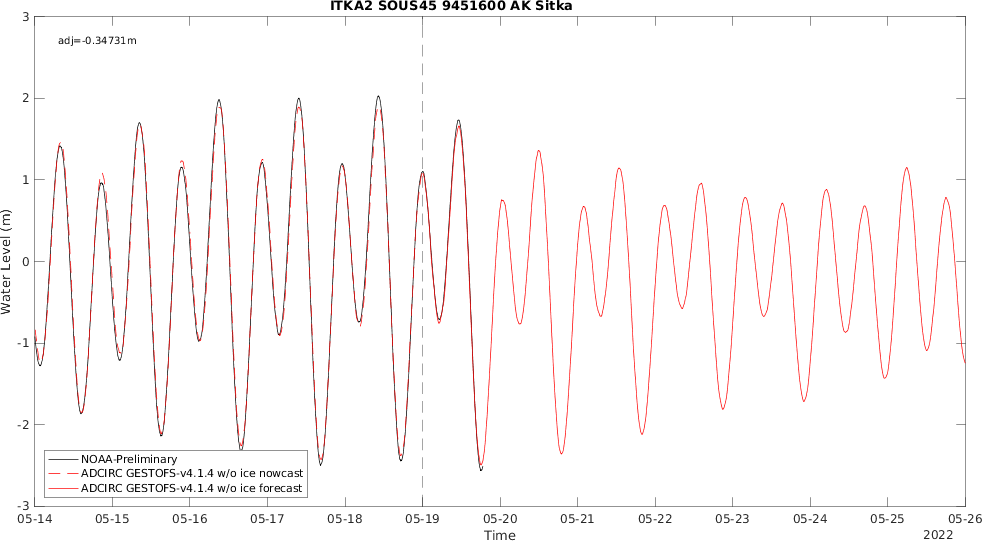 ITKA2 SOUS45 9451600 AK Sitka
adj=-0.34731m
3
2
1
0
-1
-2
-3
Water Level (m)
NOAA-Preliminary
ADCIRC GESTOFS-v4.1.4 w/o ice nowcast
ADCIRC GESTOFS-v4.1.4 w/o ice forecast
05-14 05-15 05-16 05-17 05-18 05-19 05-20 05-21 05-22 05-23 05-24 05-25 05-26
Time
2022